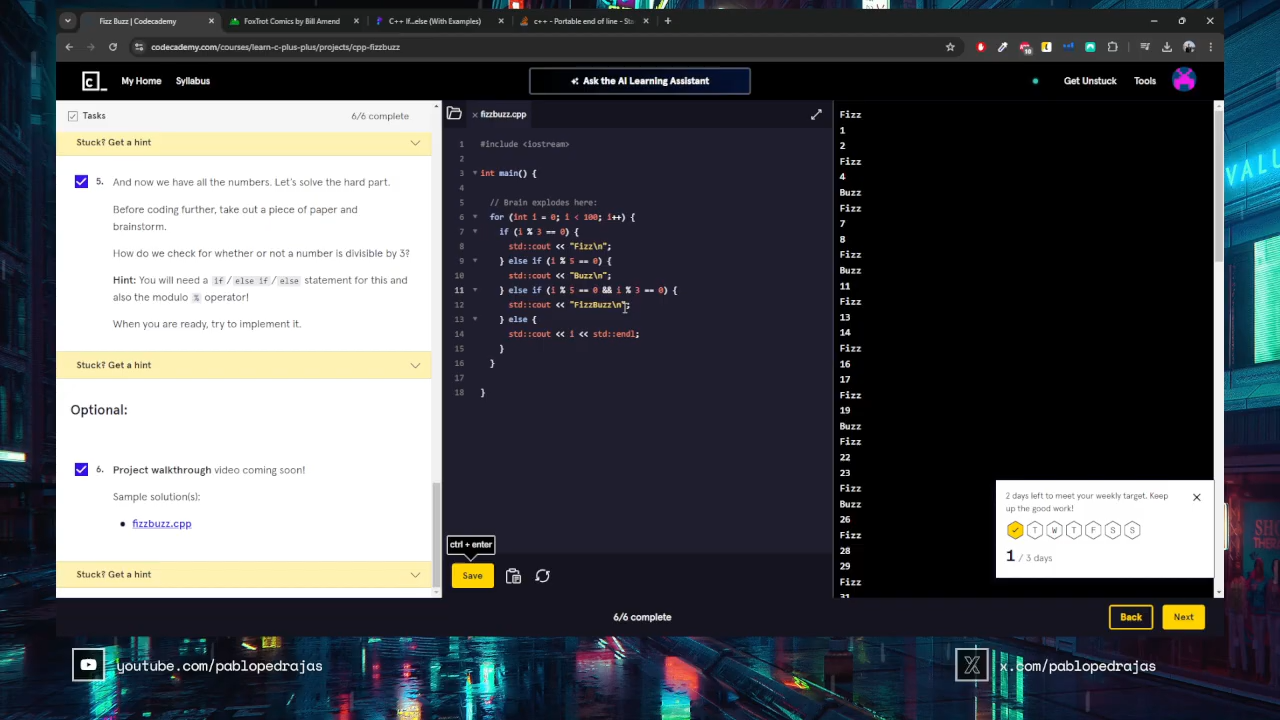 Fizz Buzz | Codecademy
FoxTrot Comics by Bill Amend
C++ If...else (With Examples)
c++ - Portable end of line - Sta
codecademy.com/courses/learn-c-plus-plus/projects/cpp-fizzbuzz
My Home
Syllabus
Ask the AI Learning Assistant
Get Unstuck
Tools
Tasks
6/6 complete
Stuck? Get a hint
5. And now we have all the numbers. Let's solve the hard part.
Before coding further, take out a piece of paper and
brainstorm.
How do we check for whether or not a number is divisible by 3?
Hint: You will need a if / else if / else statement for this and
also the modulo % operator!
When you are ready, try to implement it.
Stuck? Get a hint
Optional:
6. Project walkthrough video coming soon!
Sample solution(s):
• fizzbuzz.cpp
Stuck? Get a hint
fizzbuzz.cpp
1 #include <iostream>
2
3 int main() {
4
5 // Brain explodes here:
6 for (int i = 0; i < 100; i++) {
7 if (i % 3 == 0) {
8 std::cout << "Fizz\n";
9 } else if (i % 5 == 0) {
10 std::cout << "Buzz\n";
11 } else if (i % 5 == 0 && i % 3 == 0) {
12 std::cout << "FizzBuzz\n";
13 } else {
14 std::cout << i << std::endl;
15 }
16 }
17
18 }
ctrl + enter
Save
Fizz
1
2
Fizz
4
Buzz
Fizz
7
8
Fizz
Buzz
11
Fizz
13
14
Fizz
16
17
Fizz
19
Buzz
Fizz
22
23
Fizz
Buzz
26
Fizz
28
29
Fizz
31
2 days left to meet your weekly target. Keep
up the good work!
T W T F S S
1 / 3 days
6/6 complete
Back
Next
youtube.com/pablopedrajas
x.com/pablopedrajas